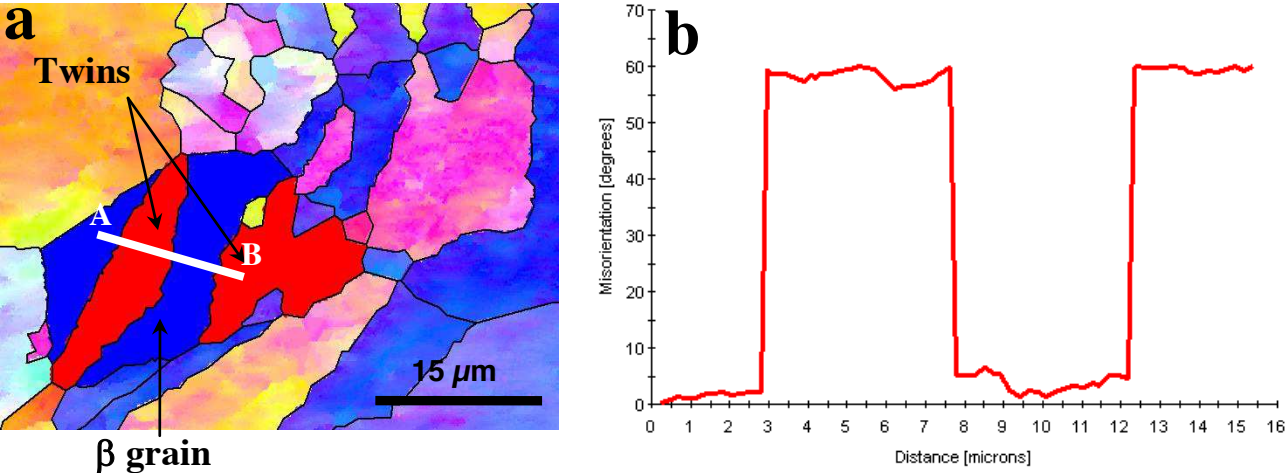 a
Twins
A
B
15 μm
β grain
b
Misorientation [degrees]
70
60
50
40
30
20
10
0
0 1 2 3 4 5 6 7 8 9 10 11 12 13 14 15 16
Distance [microns]